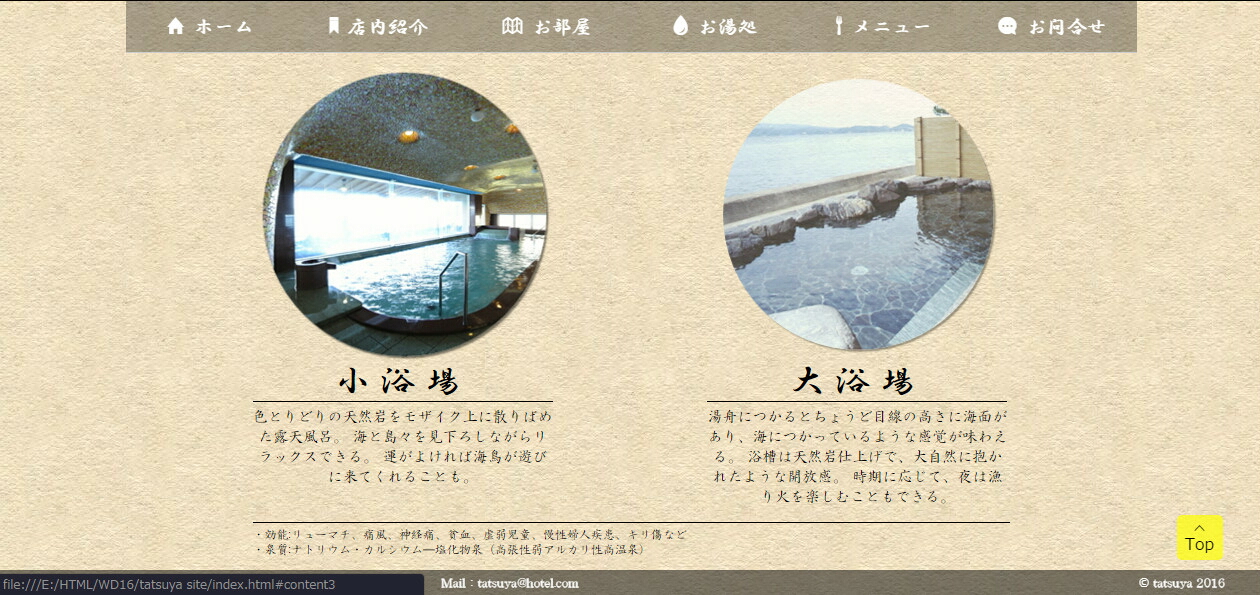 ホーム 店内紹介 お部屋 お湯処 メニュー お問合せ
小浴場
色とりどりの天然岩をモザイク上に散りばめ
た露天風呂。 海と島々を見下ろしながらリ
ラックスできる。 運がよければ海鳥が遊び
に来てくれることも。
大浴場
湯舟につかるとちょうど目線の高さに海面が
あり、海につかっているような感覚が味わえ
る。 浴槽は天然岩仕上げで、大自然に抱か
れたような開放感。 時期に応じて、夜は漁
り火を楽しむこともできる。
・効能:リューマチ、痛風、神経痛、貧血、虚弱児童、慢性婦人疾患、キリ傷など
・泉質:ナトリウム・カルシウム―塩化物泉（高張性弱アルカリ性高温泉）
Top
file:///E:/HTML/WD16/tatsuya site/index.html#content3
Mail：tatsuya@hotel.com
© tatsuya 2016